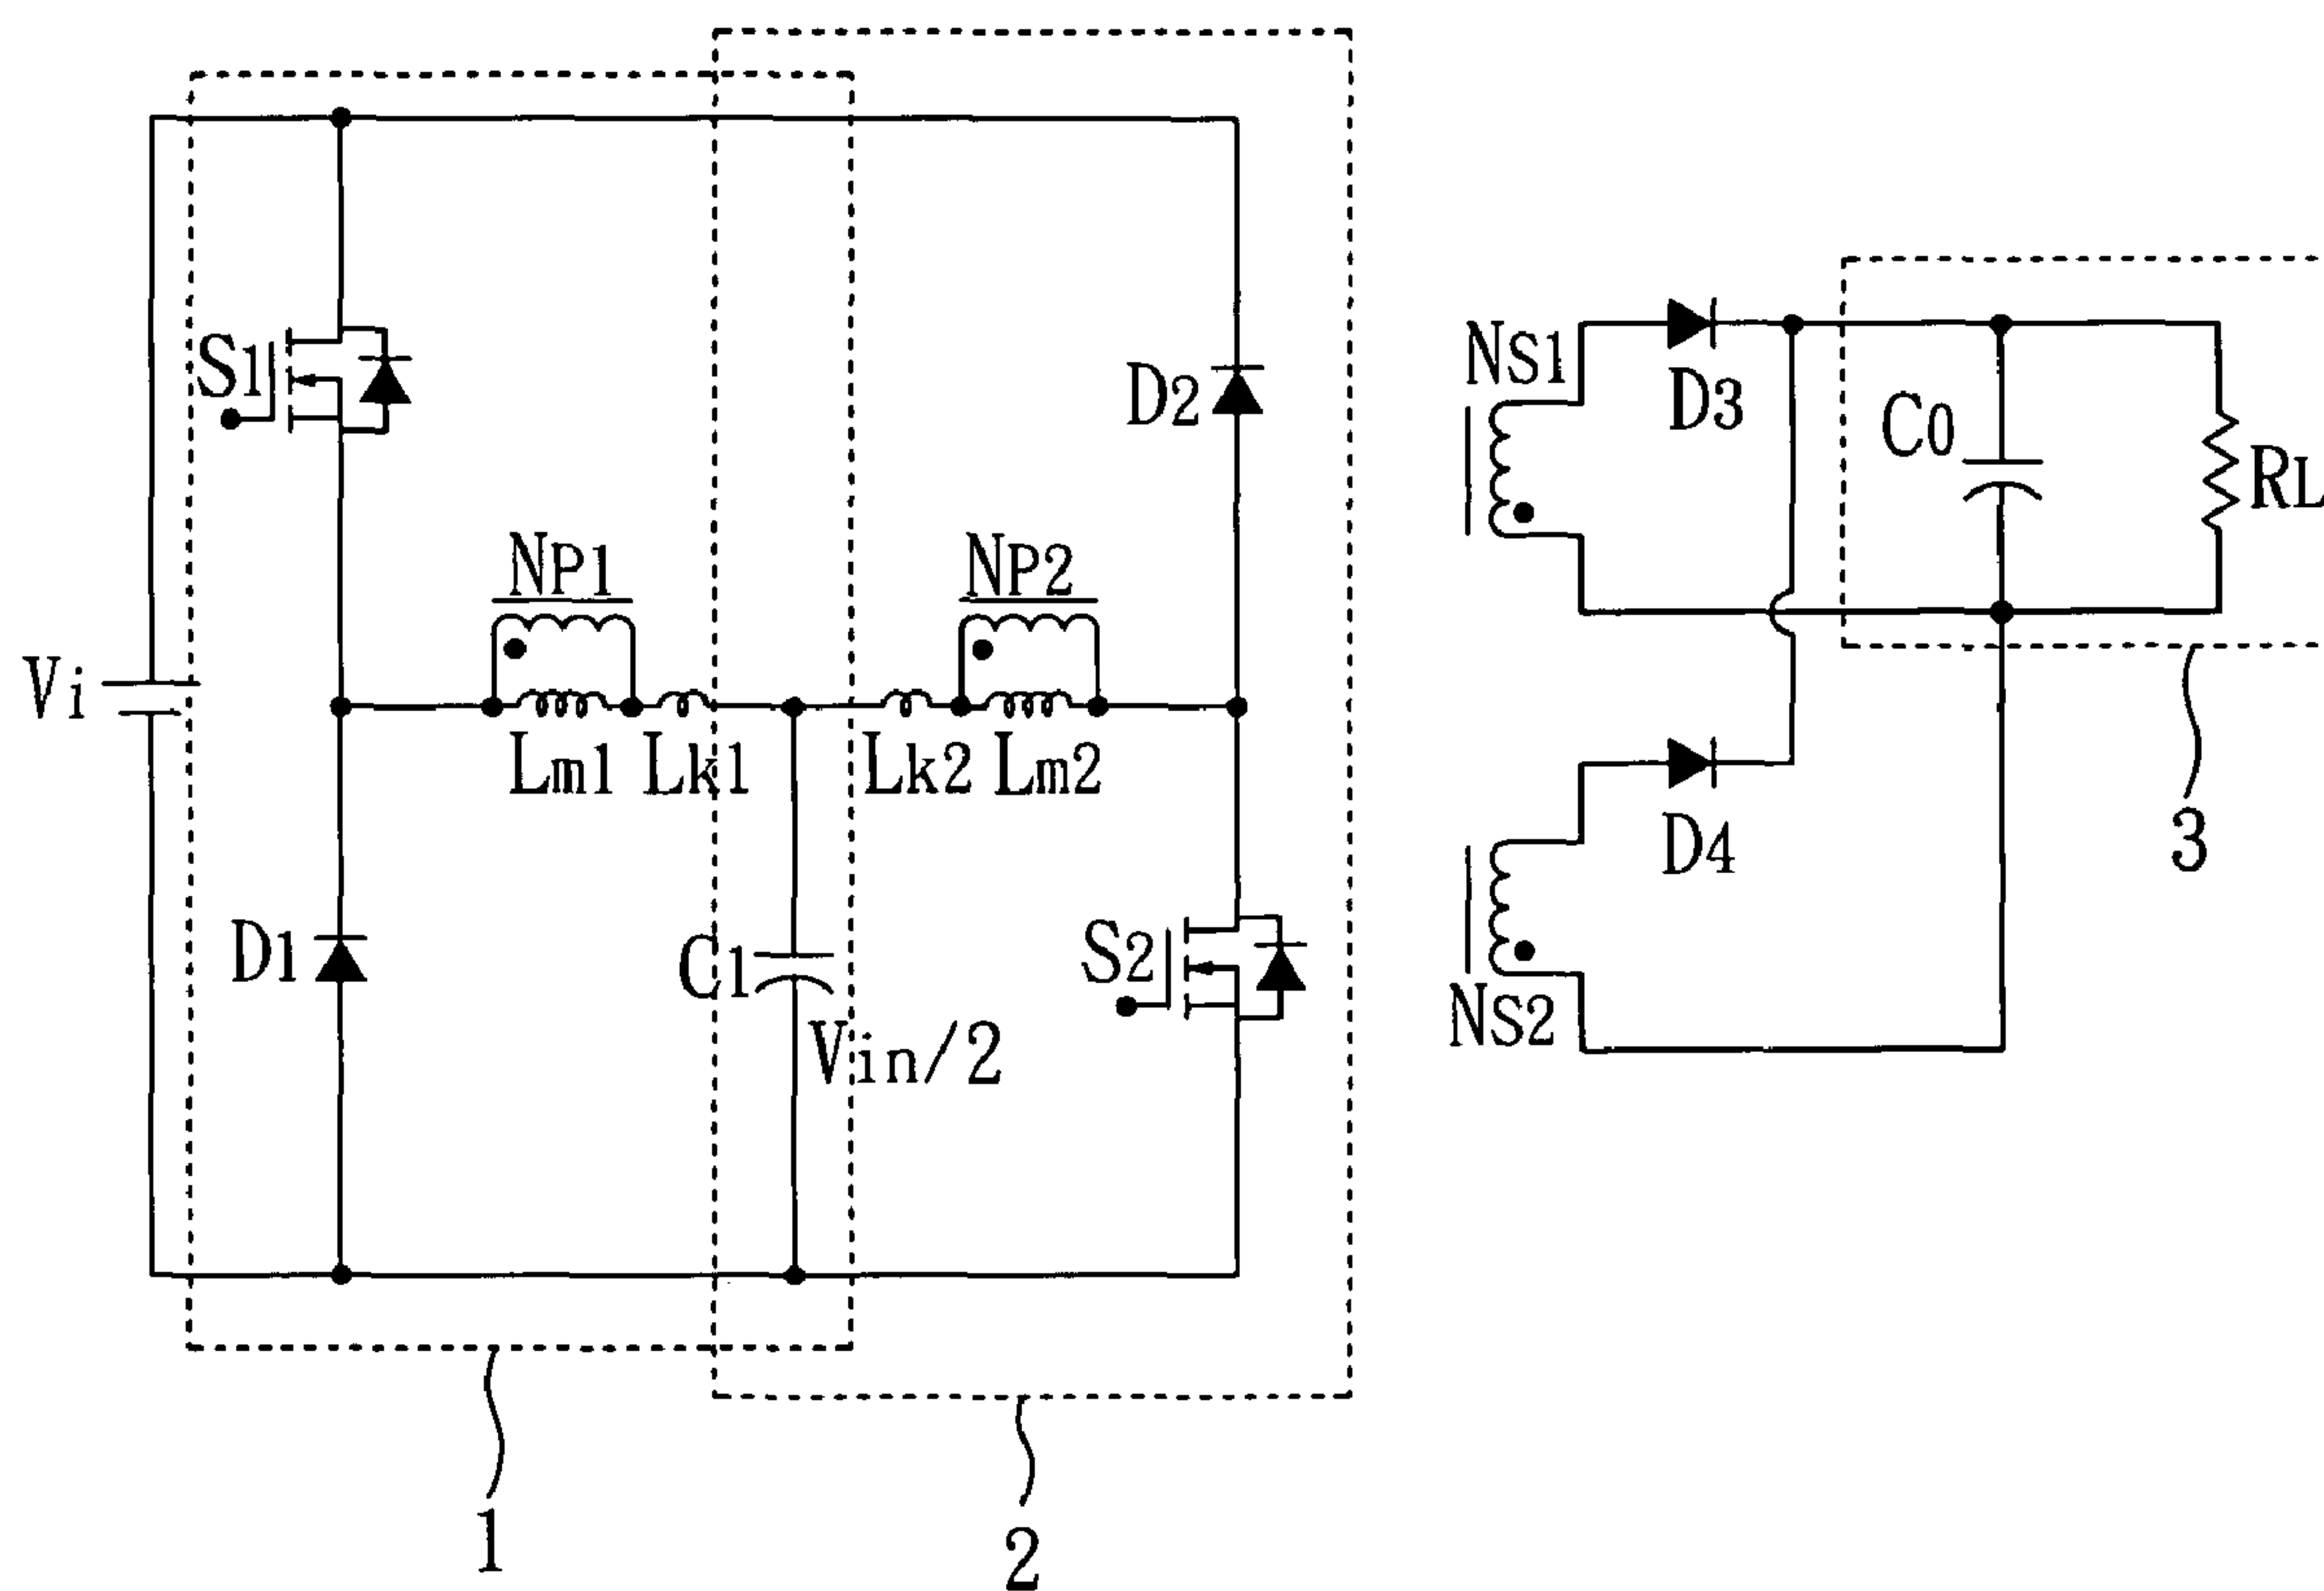 S1
D2
NS1
D3
C0
RL
NP1
NP2
Vi
Lm1
Lk1
Lk2
Lm2
D4
3
D1
C1
S2
Vin/2
NS2
1
2